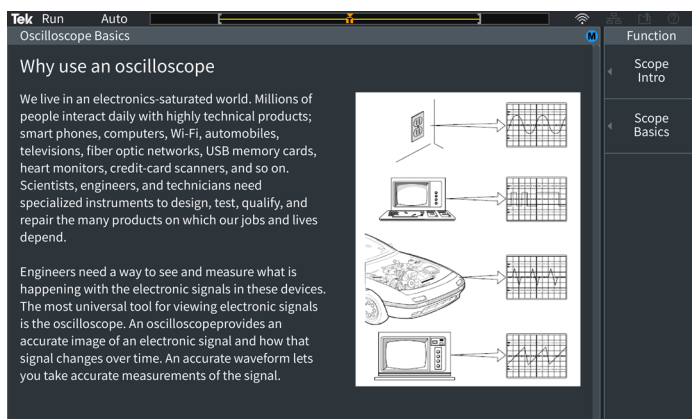 Tek Run Auto
Oscilloscope Basics
M
Function
Why use an oscilloscope
We live in an electronics-saturated world. Millions of
people interact daily with highly technical products;
smart phones, computers, Wi-Fi, automobiles,
televisions, fiber optic networks, USB memory cards,
heart monitors, credit-card scanners, and so on.
Scientists, engineers, and technicians need
specialized instruments to design, test, qualify, and
repair the many products on which our jobs and lives
depend.
Engineers need a way to see and measure what is
happening with the electronic signals in these devices.
The most universal tool for viewing electronic signals
is the oscilloscope. An oscilloscopeprovides an
accurate image of an electronic signal and how that
signal changes over time. An accurate waveform lets
you take accurate measurements of the signal.
Scope
Intro
Scope
Basics